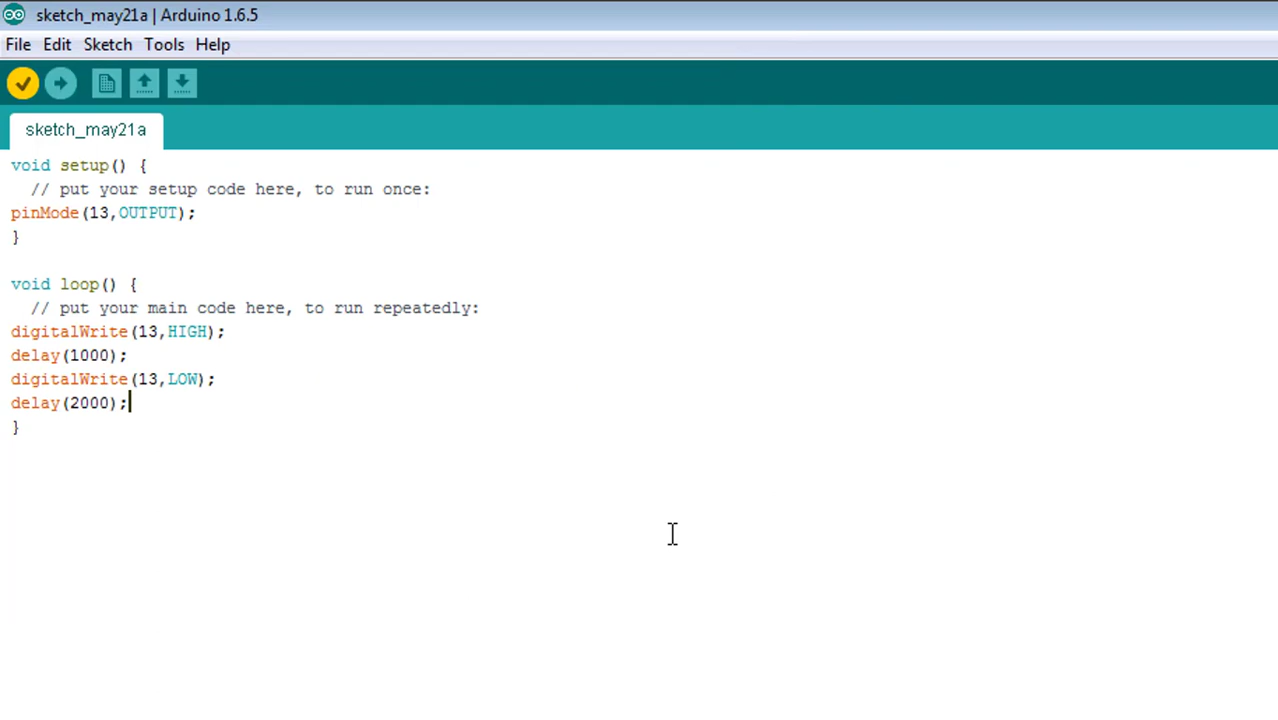 sketch_may21a | Arduino 1.6.5
File Edit Sketch Tools Help
sketch_may21a
void setup() {
  // put your setup code here, to run once:
pinMode(13,OUTPUT);
}

void loop() {
  // put your main code here, to run repeatedly:
digitalWrite(13,HIGH);
delay(1000);
digitalWrite(13,LOW);
delay(2000);
}